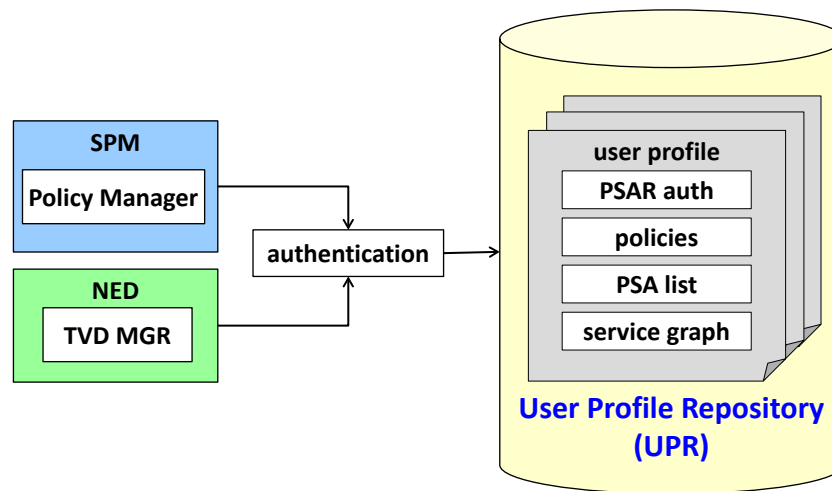 SPM
Policy Manager
NED
TVD MGR
authentication
user profile
PSAR auth
policies
PSA list
service graph
User Profile Repository
(UPR)